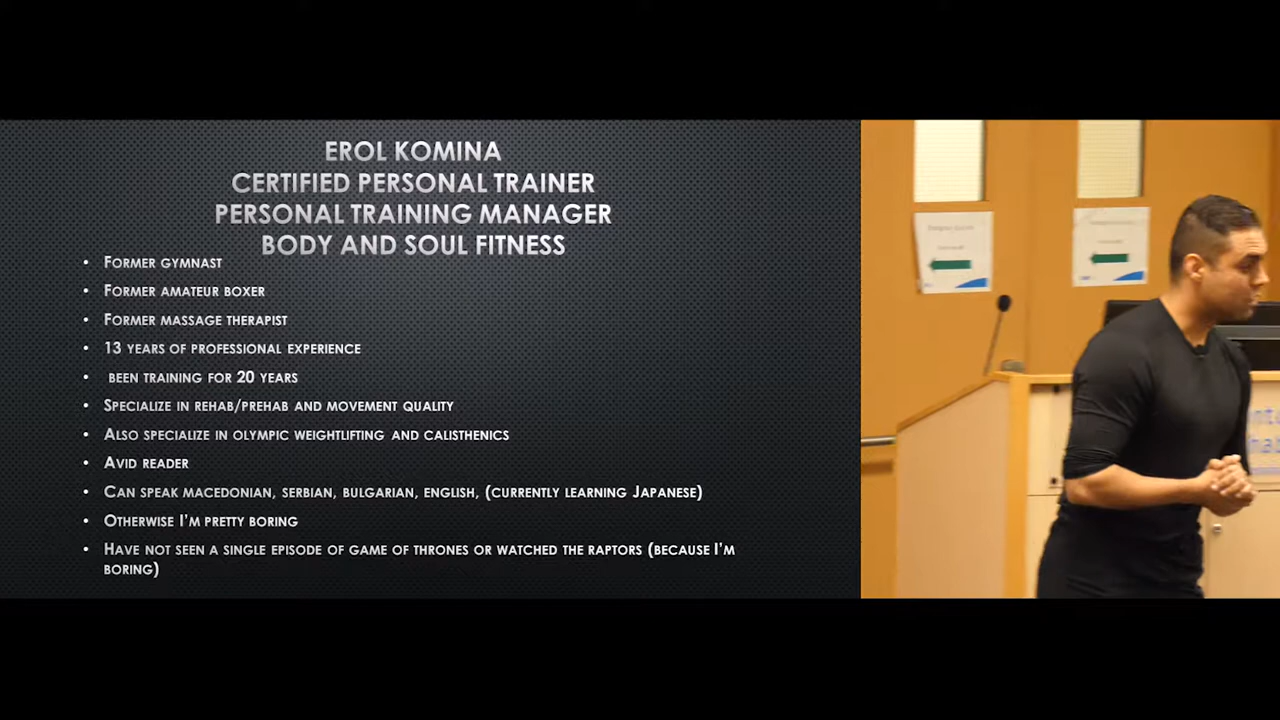 EROL KOMINA
CERTIFIED PERSONAL TRAINER
PERSONAL TRAINING MANAGER
BODY AND SOUL FITNESS
• FORMER GYMNAST
• FORMER AMATEUR BOXER
• FORMER MASSAGE THERAPIST
• 13 YEARS OF PROFESSIONAL EXPERIENCE
• BEEN TRAINING FOR 20 YEARS
• SPECIALIZE IN REHAB/PREHAB AND MOVEMENT QUALITY
• ALSO SPECIALIZE IN OLYMPIC WEIGHTLIFTING AND CALISTHENICS
• AVID READER
• CAN SPEAK MACEDONIAN, SERBIAN, BULGARIAN, ENGLISH, (CURRENTLY LEARNING JAPANESE)
• OTHERWISE I'M PRETTY BORING
• HAVE NOT SEEN A SINGLE EPISODE OF GAME OF THRONES OR WATCHED THE RAPTORS (BECAUSE I'M
BORING)